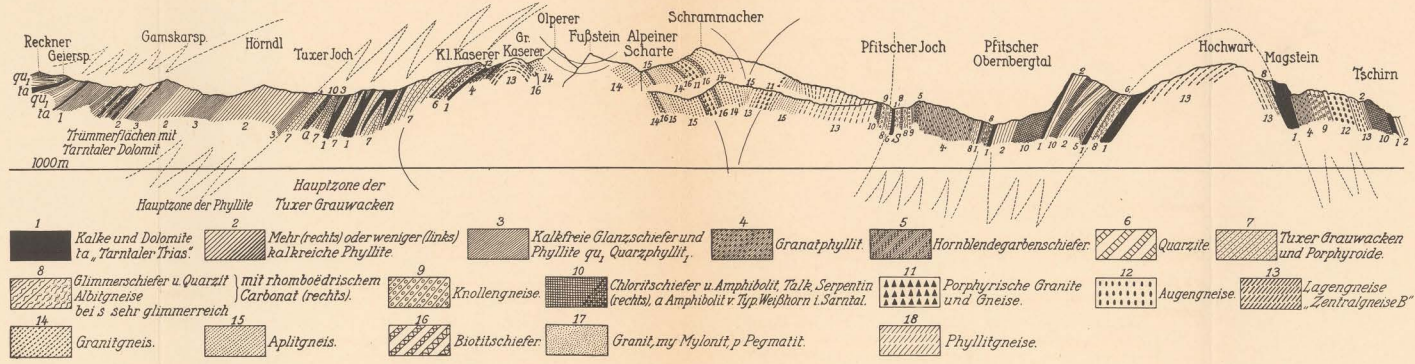 Reckner
Geiersp.
Gamskarsp.
Hörndl
Taxer Joch
Kl. Kaserer
Gr. Kaserer
Olperer
Fußstein
Alpeiner Scharte
Schrammacher
Pfitscher Joch
Pfitscher Obernbergtal
Hochwart
Magstein
Tschirn
Trümmerflächen mit
Tarntaler Dolomit
1000m
Hauptzone der Phyllite
Hauptzone der
Tuxer Grauwacken
1 Kalke und Dolomite
ta „Tarntaler Trias".
2 Mehr (rechts) oder weniger (links)
kalkreiche Phyllite.
3 Kalkfreie Glanzschiefer und
Phyllite qu₁ Quarzphyllit₁.
4 Granatphyllit.
5 Hornblendegarbenschiefer.
6 Quarzite.
7 Tuxer Grauwacken
und Porphyroide.
8 Glimmerschiefer u. Quarzit
Albitgneise
bei s sehr glimmerreich
} mit rhomboëdrischem
Carbonat (rechts).
9 Knollengneise.
10 Chloritschiefer u. Amphibolit, Talk, Serpentin
(rechts), a Amphibolit v Typ Weißhorn i. Sarntal.
11 Porphyrische Granite
und Gneise.
12 Augengneise.
13 Lagengneise
„Zentralgneise B"
14 Granitgneis.
15 Aplitgneis.
16 Biotitschiefer.
17 Granit, my Mylonit, p Pegmatit.
18 Phyllitgneise.